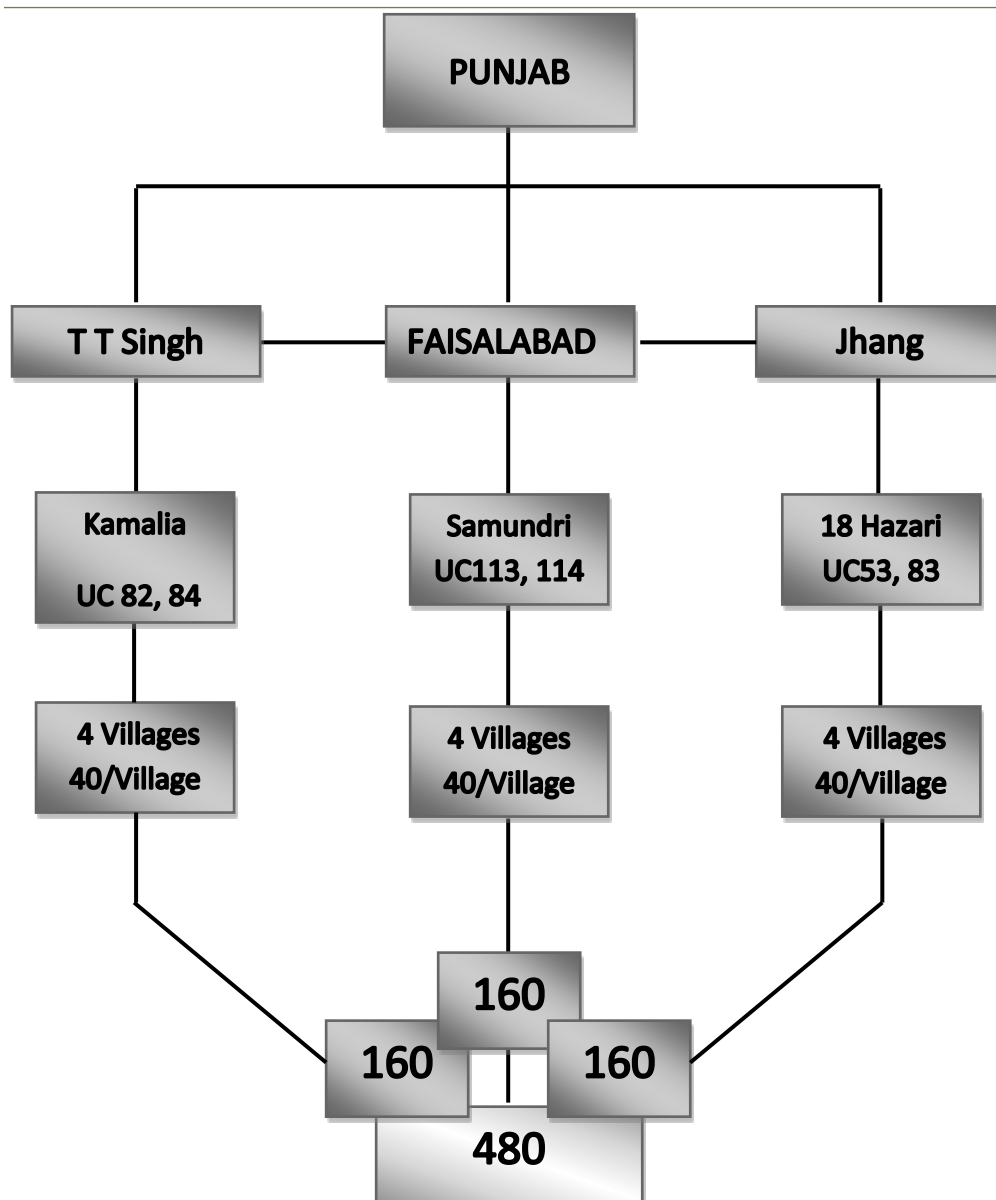 PUNJAB
T T Singh
FAISALABAD
Jhang
Kamalia
UC 82, 84
Samundri
UC113, 114
18 Hazari
UC53, 83
4 Villages
40/Village
4 Villages
40/Village
4 Villages
40/Village
160
160
160
480